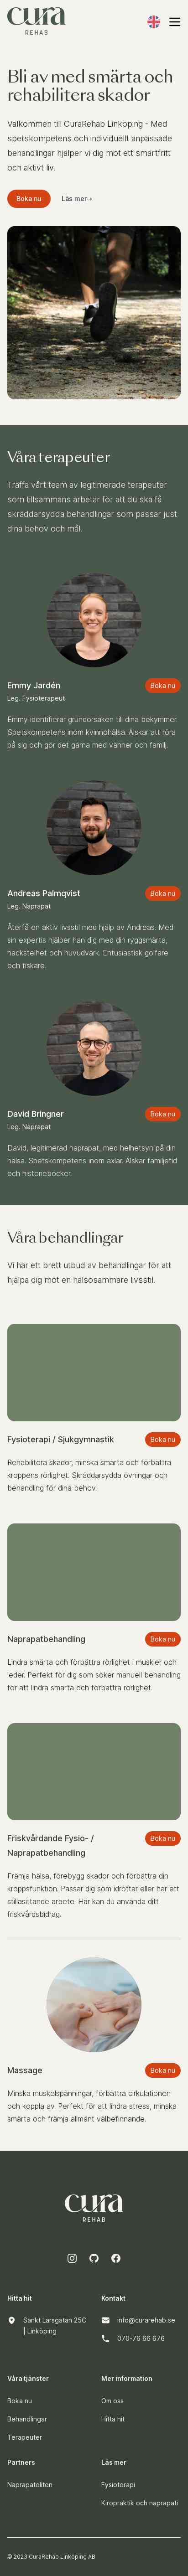 cura
REHAB
Bli av med smärta och
rehabilitera skador
Välkommen till CuraRehab Linköping - Med
spetskompetens och individuellt anpassade
behandlingar hjälper vi dig mot ett smärtfritt
och aktivt liv.
Boka nu
Läs mer→
Våra terapeuter
Träffa vårt team av legitimerade terapeuter
som tillsammans arbetar för att du ska få
skräddarsydda behandlingar som passar just
dina behov och mål.
Emmy Jardén
Boka nu
Leg. Fysioterapeut
Emmy identifierar grundorsaken till dina bekymmer.
Spetskompetens inom kvinnohälsa. Älskar att röra
på sig och gör det gärna med vänner och familj.
Andreas Palmqvist
Boka nu
Leg. Naprapat
Återfå en aktiv livsstil med hjälp av Andreas. Med
sin expertis hjälper han dig med din ryggsmärta,
nackstelhet och huvudvärk. Entusiastisk golfare
och fiskare.
David Bringner
Boka nu
Leg. Naprapat
David, legitimerad naprapat, med helhetsyn på din
hälsa. Spetskompetens inom axlar. Älskar familjetid
och historieböcker.
Våra behandlingar
Vi har ett brett utbud av behandlingar för att
hjälpa dig mot en hälsosammare livsstil.
Fysioterapi / Sjukgymnastik
Boka nu
Rehabilitera skador, minska smärta och förbättra
kroppens rörlighet. Skräddarsydda övningar och
behandling för dina behov.
Naprapatbehandling
Boka nu
Lindra smärta och förbättra rörlighet i muskler och
leder. Perfekt för dig som söker manuell behandling
för att lindra smärta och förbättra rörlighet.
Friskvårdande Fysio- /
Naprapatbehandling
Boka nu
Främja hälsa, förebygg skador och förbättra din
kroppsfunktion. Passar dig som idrottar eller har ett
stillasittande arbete. Här kan du använda ditt
friskvårdsbidrag.
Massage
Boka nu
Minska muskelspänningar, förbättra cirkulationen
och koppla av. Perfekt för att lindra stress, minska
smärta och främja allmänt välbefinnande.
cura
REHAB
Hitta hit
Sankt Larsgatan 25C
| Linköping
Kontakt
info@curarehab.se
070-76 66 676
Våra tjänster
Boka nu
Behandlingar
Terapeuter
Mer information
Om oss
Hitta hit
Partners
Naprapateliten
Läs mer
Fysioterapi
Kiropraktik och naprapati
© 2023 CuraRehab Linköping AB